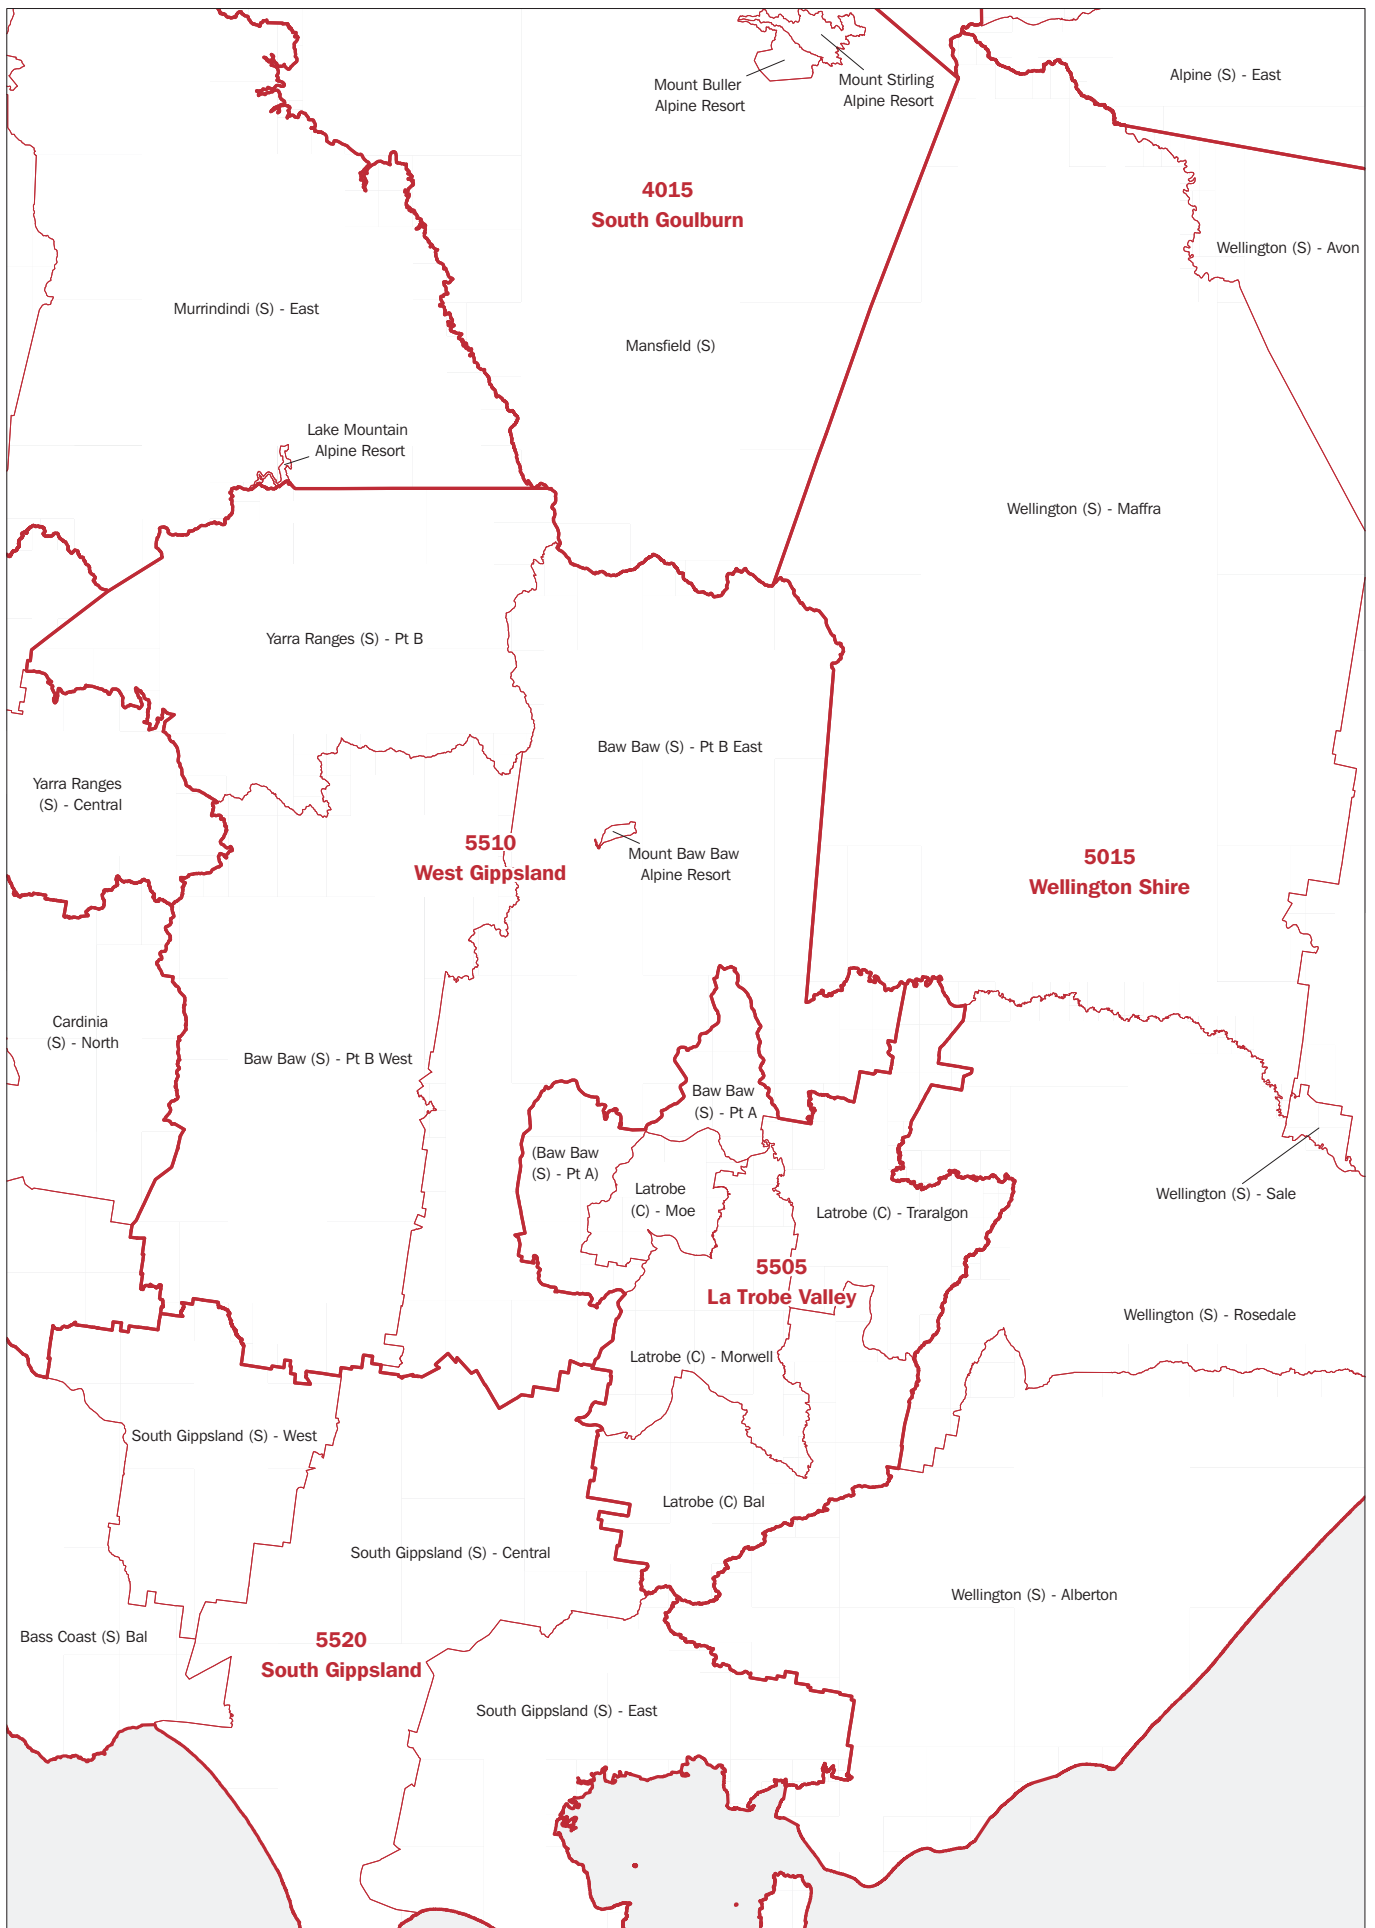 Alpine (S) - East
Mount Buller
Alpine Resort
Mount Stirling
Alpine Resort
4015
South Goulburn
Wellington (S) - Avon
Murrindindi (S) - East
Mansfield (S)
Lake Mountain
Alpine Resort
Wellington (S) - Maffra
Yarra Ranges (S) - Pt B
Baw Baw (S) - Pt B East
Yarra Ranges
(S) - Central
5510
West Gippsland
Mount Baw Baw
Alpine Resort
5015
Wellington Shire
Cardinia
(S) - North
Baw Baw (S) - Pt B West
Baw Baw
(S) - Pt A
(Baw Baw
(S) - Pt A)
Latrobe
(C) - Moe
Wellington (S) - Sale
Latrobe (C) - Traralgon
5505
La Trobe Valley
Wellington (S) - Rosedale
Latrobe (C) - Morwell
South Gippsland (S) - West
Latrobe (C) Bal
South Gippsland (S) - Central
Wellington (S) - Alberton
Bass Coast (S) Bal
5520
South Gippsland
South Gippsland (S) - East